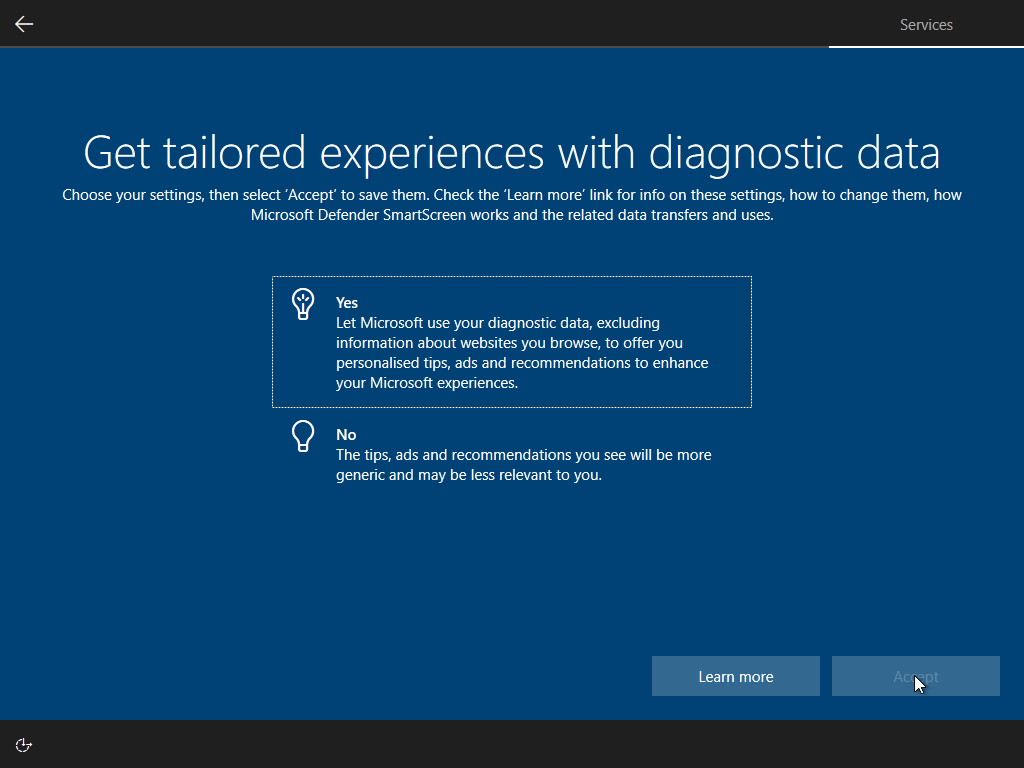 Services
Get tailored experiences with diagnostic data
Choose your settings, then select ‘Accept’ to save them. Check the ‘Learn more’ link for info on these settings, how to change them, how
Microsoft Defender SmartScreen works and the related data transfers and uses.
Yes
Let Microsoft use your diagnostic data, excluding
information about websites you browse, to offer you
personalised tips, ads and recommendations to enhance
your Microsoft experiences.
No
The tips, ads and recommendations you see will be more
generic and may be less relevant to you.
Learn more
Accept